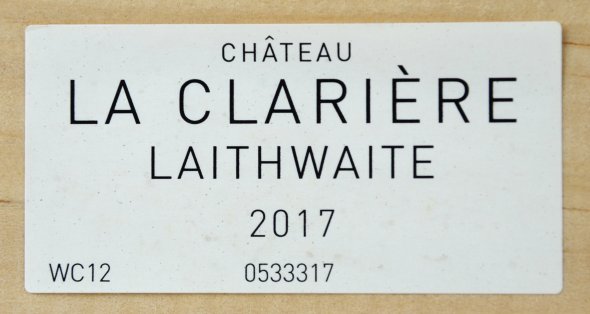 CHÂTEAU
LA CLARIÈRE
LAITHWAITE
2017
WC12 0533317